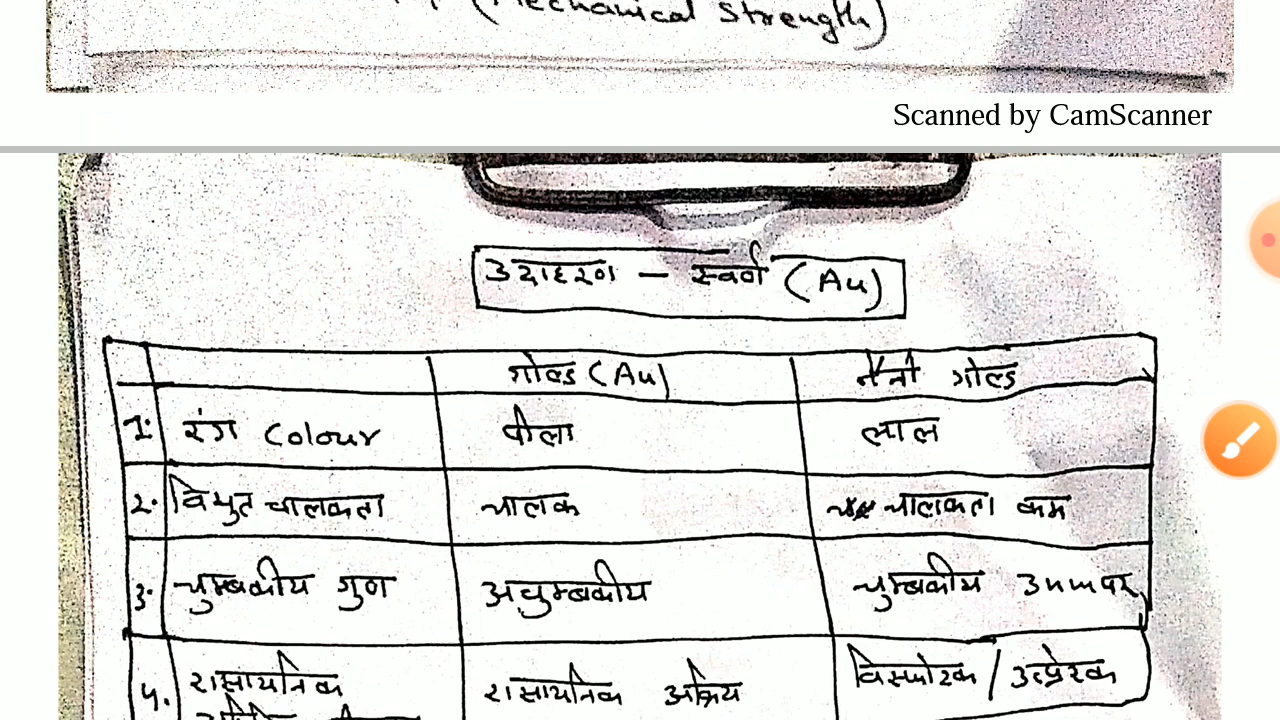 (Mechanical Strength)
Scanned by CamScanner
उदाहरण — स्वर्ण (Au)
गोल्ड (Au) नैनो गोल्ड
1. रंग Colour पीला लाल
2. विद्युत चालकता चालक चालकता कम
3. चुम्बकीय गुण अचुम्बकीय चुम्बकीय
4. रासायनिक रासायनिक अक्रिय विस्फोटक / उत्प्रेरक